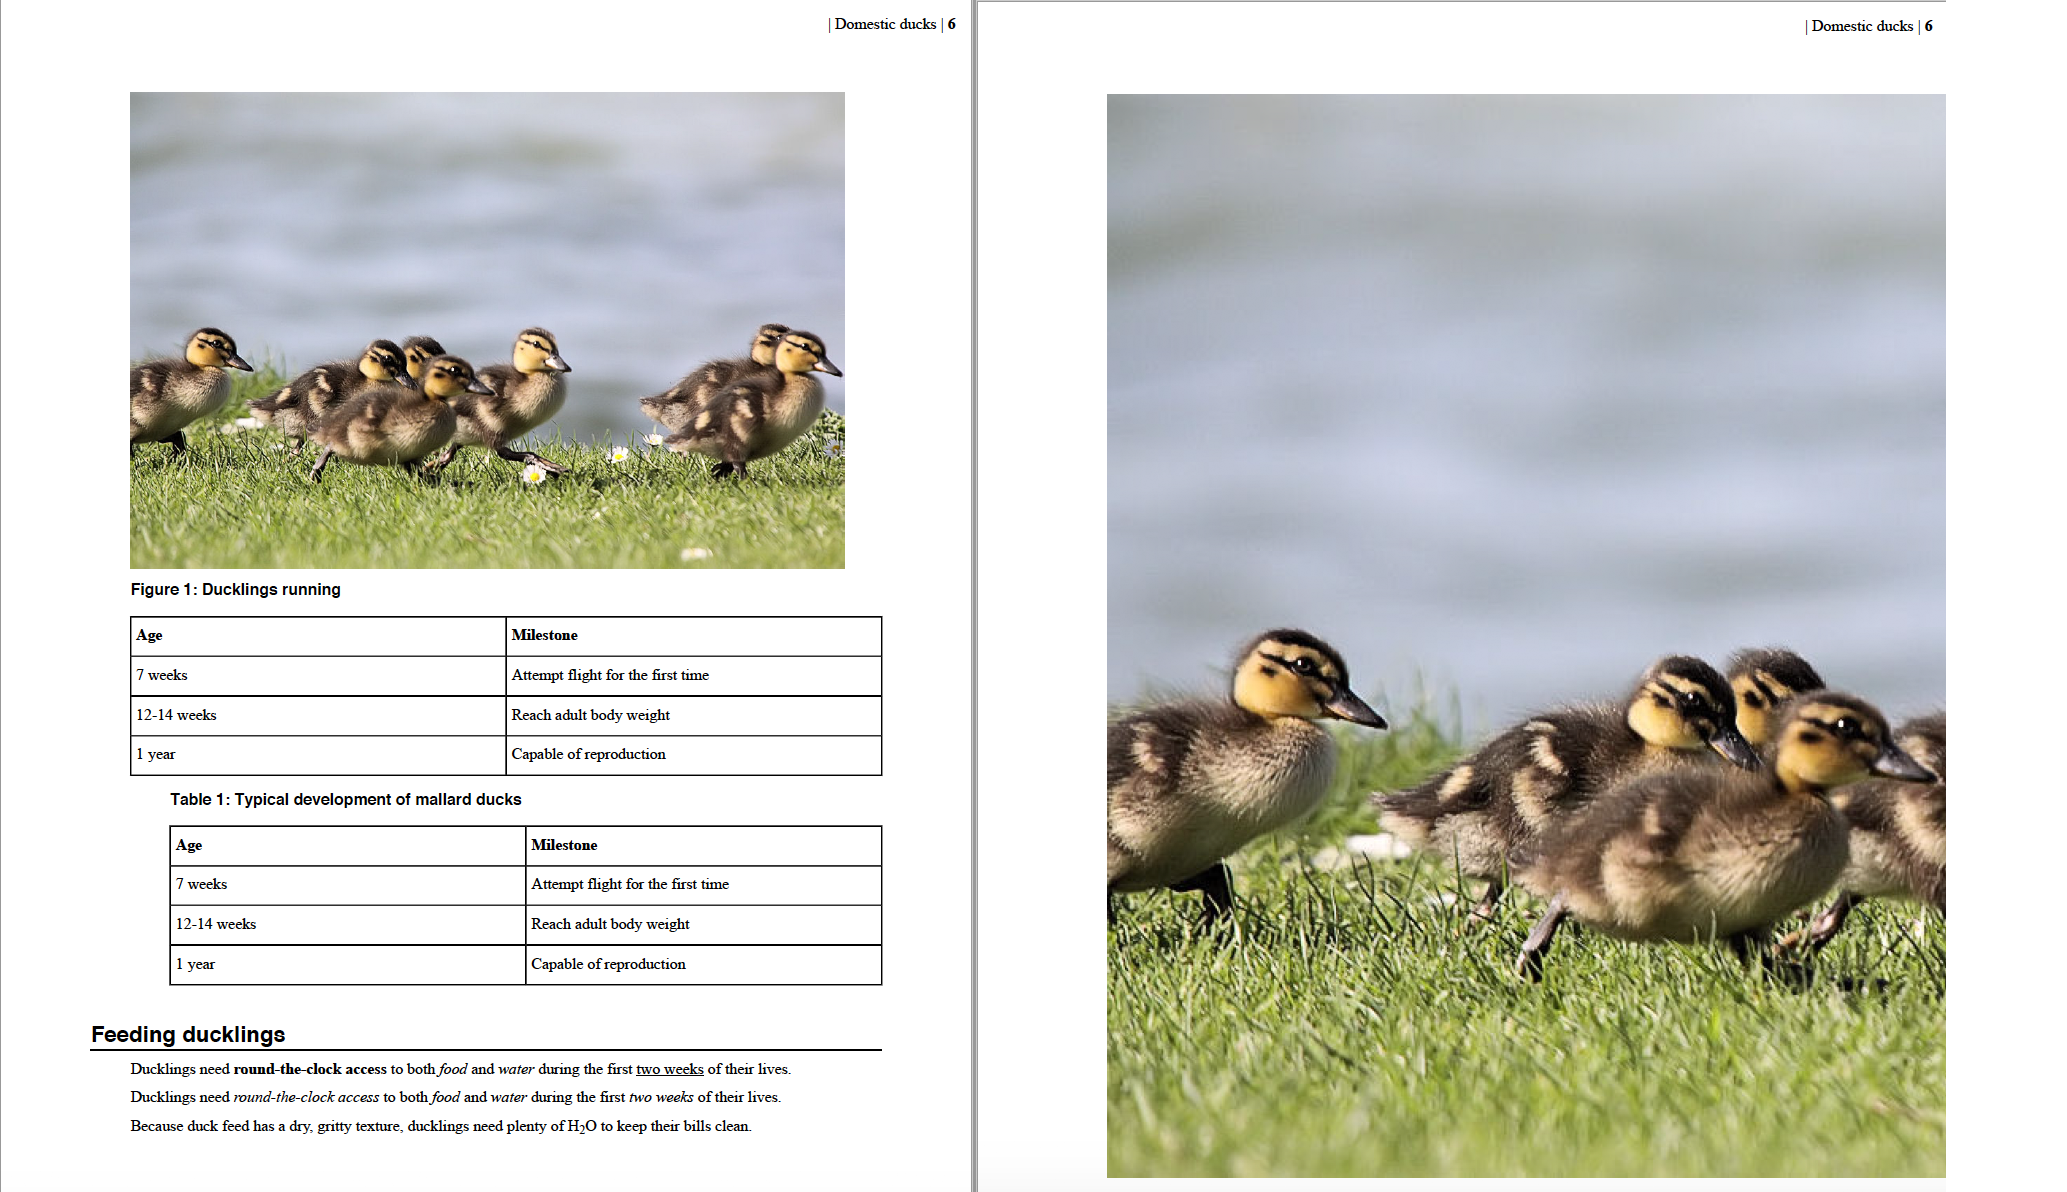 | Domestic ducks | 6
Figure 1: Ducklings running
Age Milestone
7 weeks Attempt flight for the first time
12-14 weeks Reach adult body weight
1 year Capable of reproduction
Table 1: Typical development of mallard ducks
Age Milestone
7 weeks Attempt flight for the first time
12-14 weeks Reach adult body weight
1 year Capable of reproduction
Feeding ducklings
Ducklings need round-the-clock access to both food and water during the first two weeks of their lives.
Ducklings need round-the-clock access to both food and water during the first two weeks of their lives.
Because duck feed has a dry, gritty texture, ducklings need plenty of H₂O to keep their bills clean.
| Domestic ducks | 6